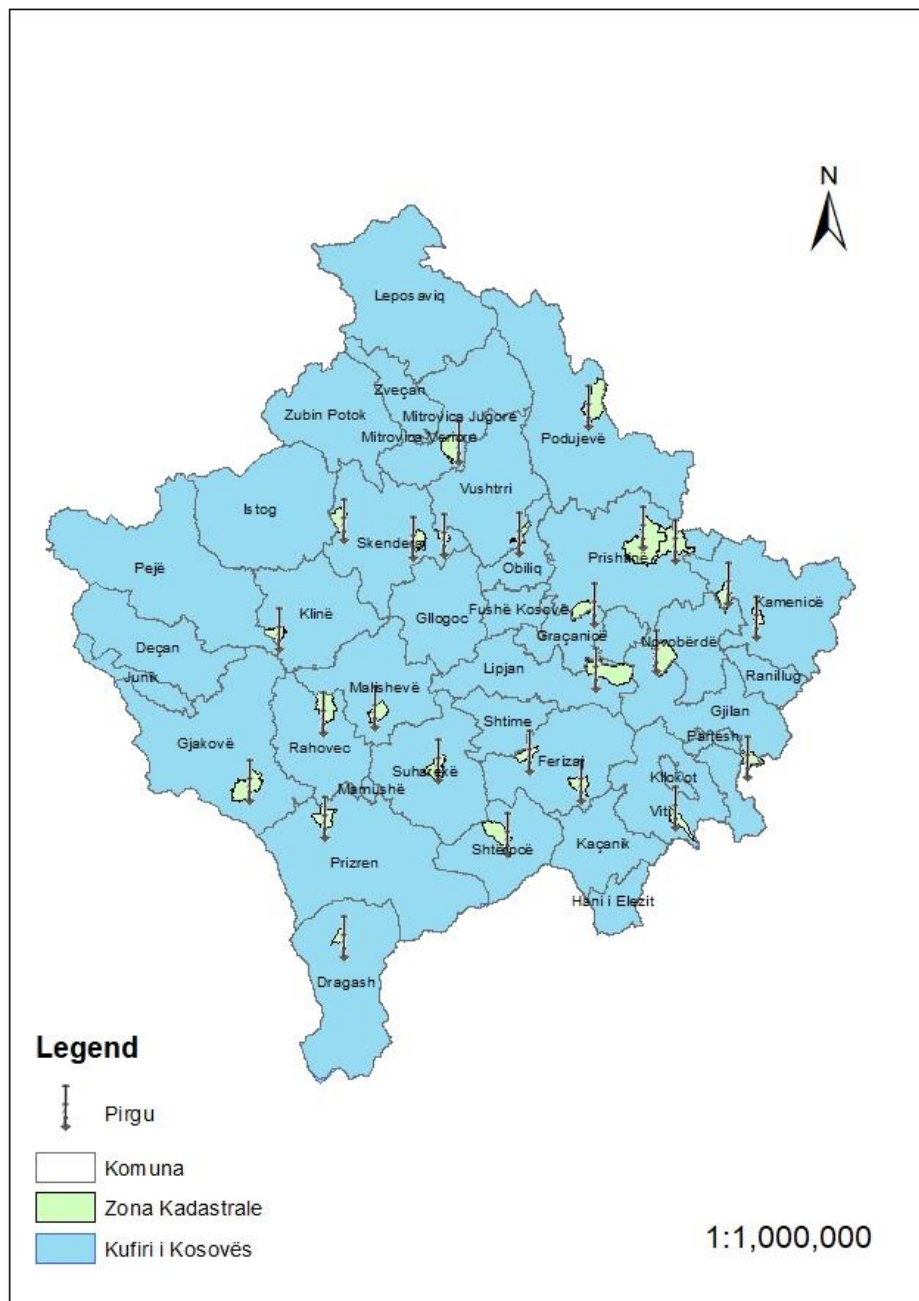 N
Leposaviq
Zveçan
Zubin Potok
Mitrovica Jugore
Mitrovica Veriore
Podujevë
Vushtrri
Istog
Skenderaj
Prishtinë
Obiliq
Pejë
Kamenicë
Klinë
Gllogoc
Fushë Kosovë
Graçanicë
Novobërdë
Deçan
Lipjan
Junik
Ranillug
Malishevë
Gjilan
Shtime
Partesh
Gjakovë
Rahovec
Ferizaj
Suharekë
Kllokot
Mamushë
Viti
Kaçanik
Shtërpcë
Prizren
Hani i Elezit
Dragash
Legend
Pirgu
Komuna
Zona Kadastrale
Kufiri i Kosovës
1:1,000,000